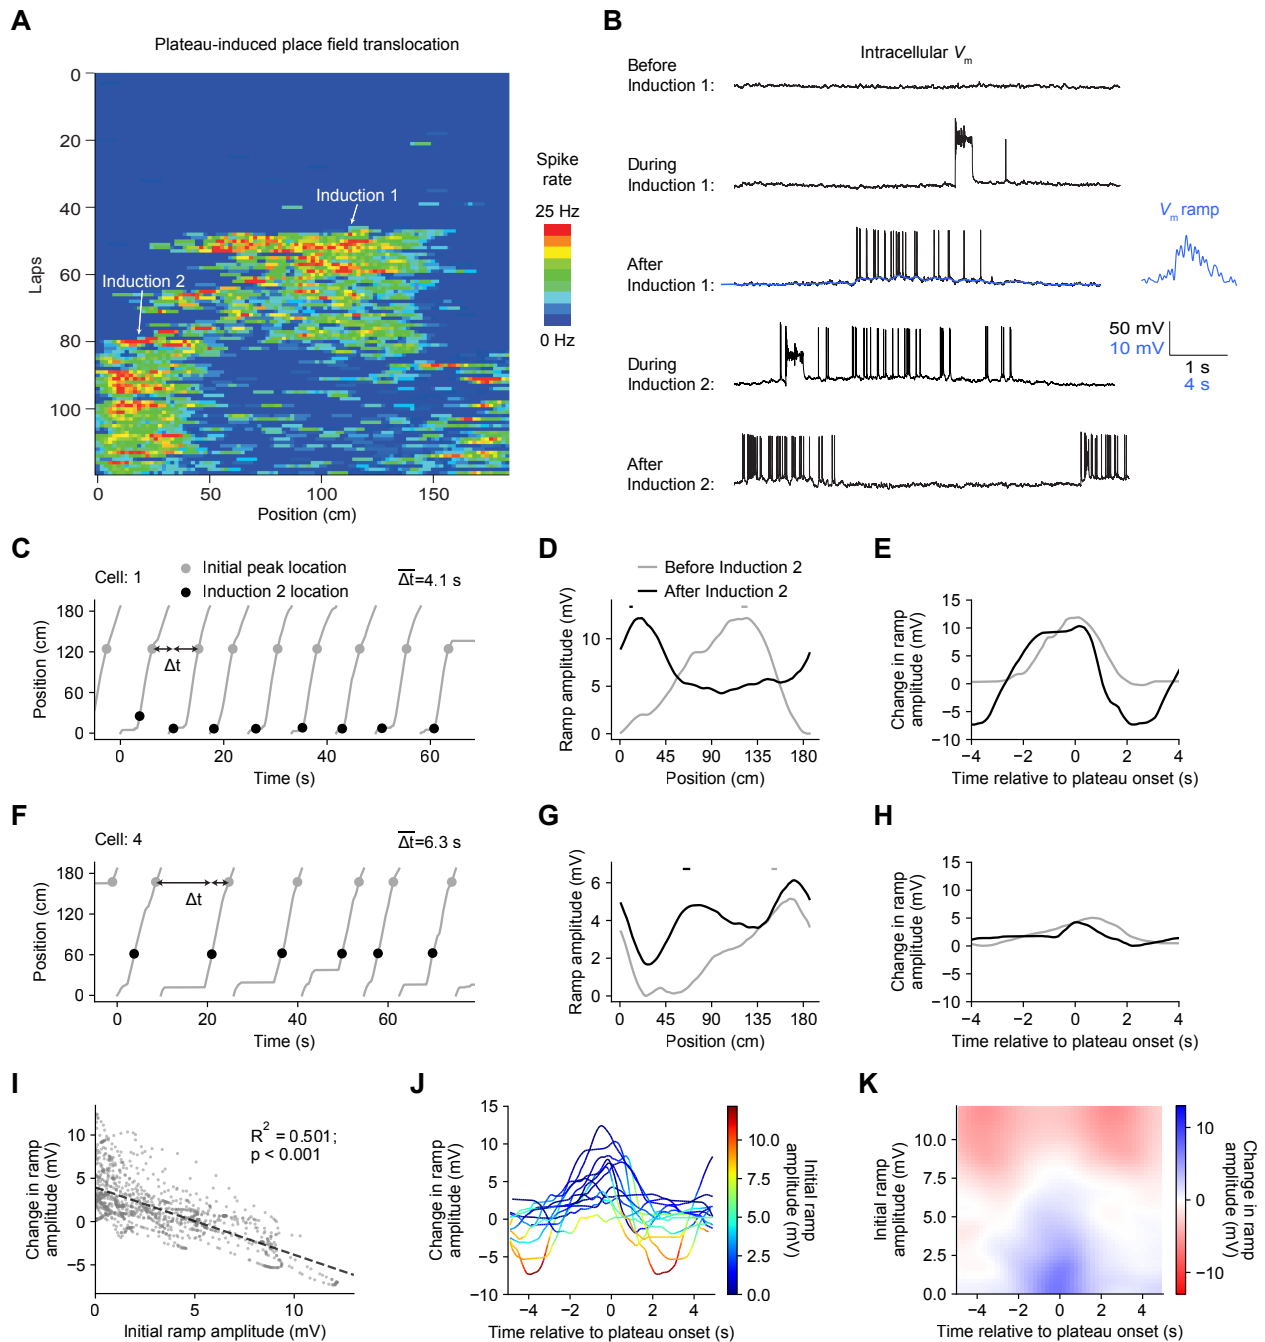 A
Plateau-induced place field translocation
0
20
40
60
80
100
Laps
Induction 1
Induction 2
0
50
100
150
Position (cm)
Spike
rate
25 Hz
0 Hz
B
Intracellular Vm
Before
Induction 1:
During
Induction 1:
After
Induction 1:
During
Induction 2:
After
Induction 2:
Vm ramp
50 mV
10 mV
1 s
4 s
C
Cell: 1
Initial peak location
Induction 2 location
Δt=4.1 s
180
120
60
0
Position (cm)
Δt
0
20
40
60
Time (s)
D
Before Induction 2
After Induction 2
10
5
0
Ramp amplitude (mV)
0
45
90
135
180
Position (cm)
E
15
10
5
0
−5
−10
Change in ramp
amplitude (mV)
−4
−2
0
2
4
Time relative to plateau onset (s)
F
Cell: 4
Δt=6.3 s
180
120
60
0
Position (cm)
Δt
0
20
40
60
Time (s)
G
6
4
2
0
Ramp amplitude (mV)
0
45
90
135
180
Position (cm)
H
15
10
5
0
−5
−10
Change in ramp
amplitude (mV)
−4
−2
0
2
4
Time relative to plateau onset (s)
I
R² = 0.501;
p < 0.001
10
5
0
−5
Change in ramp
amplitude (mV)
0
5
10
Initial ramp amplitude (mV)
J
15
10
5
0
−5
−10
Change in ramp
amplitude (mV)
−4
−2
0
2
4
Time relative to plateau onset (s)
10.0
7.5
5.0
2.5
0.0
Initial ramp
amplitude (mV)
K
10.0
7.5
5.0
2.5
0.0
Initial ramp
amplitude (mV)
−4
−2
0
2
4
Time relative to plateau onset (s)
10
0
−10
Change in ramp
amplitude (mV)